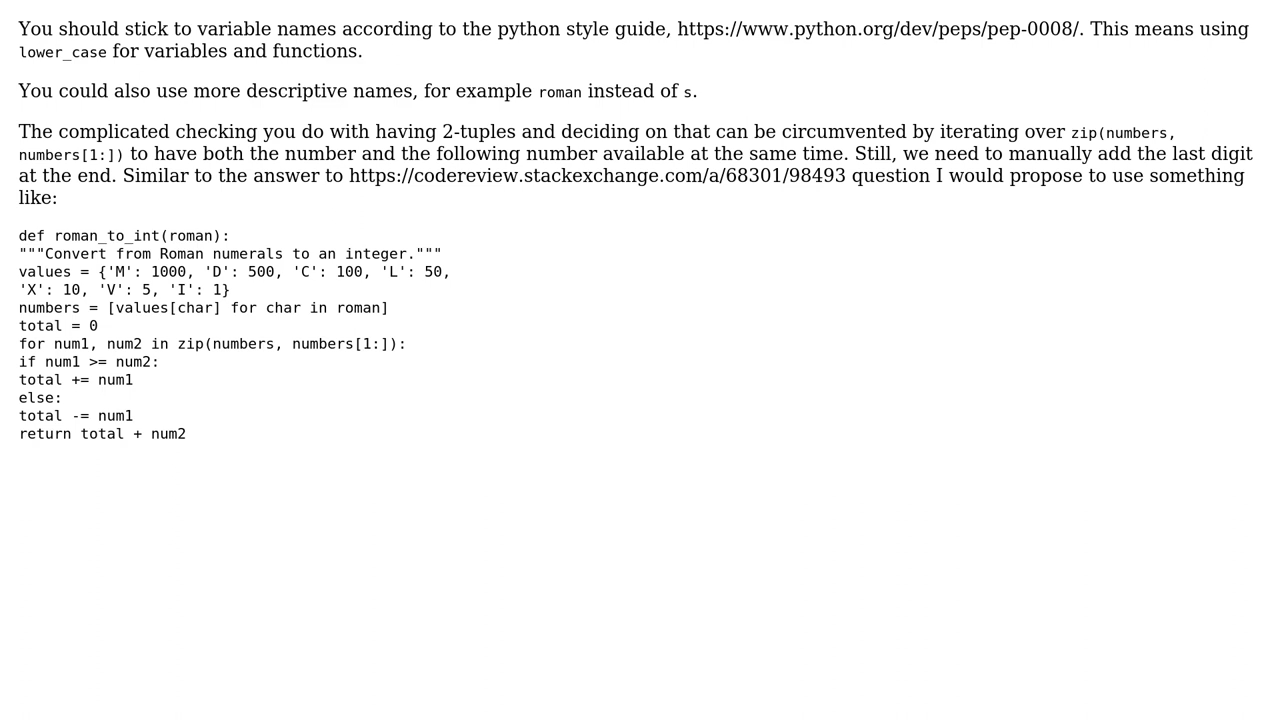 You should stick to variable names according to the python style guide, https://www.python.org/dev/peps/pep-0008/. This means using
lower_case for variables and functions.
You could also use more descriptive names, for example roman instead of s.
The complicated checking you do with having 2-tuples and deciding on that can be circumvented by iterating over zip(numbers,
numbers[1:]) to have both the number and the following number available at the same time. Still, we need to manually add the last digit
at the end. Similar to the answer to https://codereview.stackexchange.com/a/68301/98493 question I would propose to use something
like:
def roman_to_int(roman):
"""Convert from Roman numerals to an integer."""
values = {'M': 1000, 'D': 500, 'C': 100, 'L': 50,
'X': 10, 'V': 5, 'I': 1}
numbers = [values[char] for char in roman]
total = 0
for num1, num2 in zip(numbers, numbers[1:]):
if num1 >= num2:
total += num1
else:
total -= num1
return total + num2